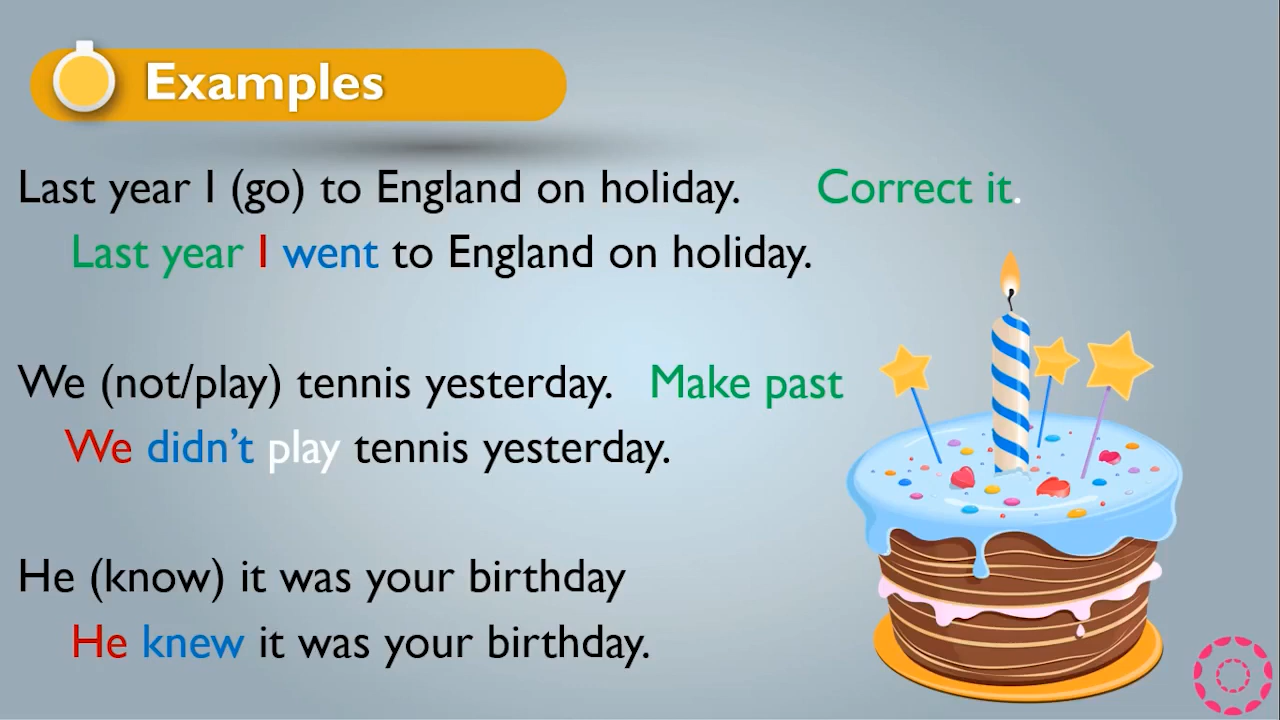 Examples
Last year I (go) to England on holiday. Correct it.
Last year I went to England on holiday.
We (not/play) tennis yesterday. Make past
We didn't play tennis yesterday.
He (know) it was your birthday
He knew it was your birthday.